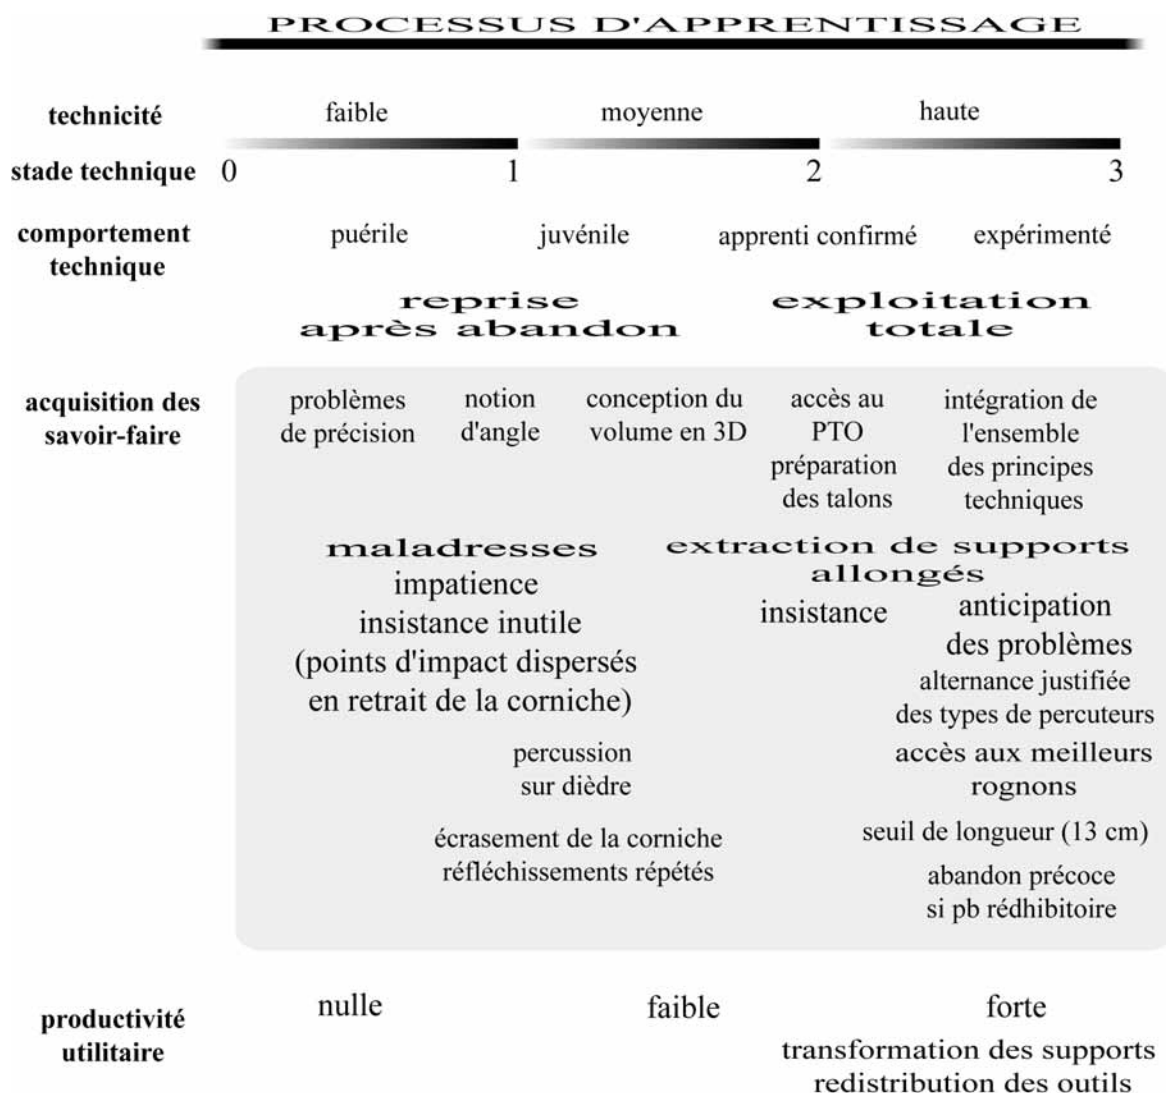 PROCESSUS D'APPRENTISSAGE
technicité faible moyenne haute
stade technique 0 1 2 3
comportement technique
puérile juvénile apprenti confirmé expérimenté
reprise
après abandon
exploitation
totale
acquisition des
savoir-faire
problèmes
de précision
notion
d'angle
conception du
volume en 3D
accès au
PTO
préparation
des talons
intégration de
l'ensemble
des principes
techniques
maladresses
impatience
insistance inutile
(points d'impact dispersés
en retrait de la corniche)
extraction de supports
allongés
insistance
anticipation
des problèmes
alternance justifiée
des types de percuteurs
percussion
sur dièdre
accès aux meilleurs
rognons
écrasement de la corniche
réfléchissements répétés
seuil de longueur (13 cm)
abandon précoce
si pb rédhibitoire
productivité
utilitaire
nulle faible forte
transformation des supports
redistribution des outils